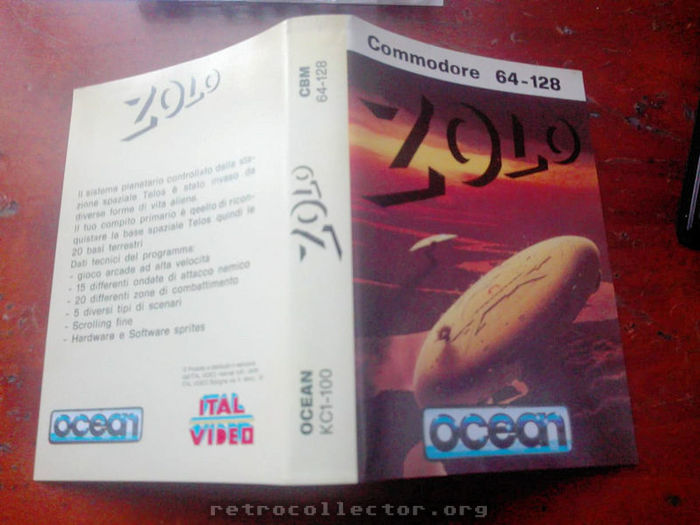 ZOLO
Il sistema planetario controllato dalla sta-
zione spaziale Telos è stato invaso da
diverse forme di vita aliene.
Il tuo compito primario è qeello di ricon-
quistare la base spaziale Telos quindi le
20 basi terrestri
Dati tecnici del programma:
- gioco arcade ad alta velocità
- 15 differenti ondate di attacco nemico
- 20 differenti zone di combattimento
- 5 diversi tipi di scenari
- Scrolling fine
- Hardware e Software sprites
ocean
ITAL
VIDEO
CBM
64-128
ZOLO
OCEAN
KC1-100
Commodore 64-128
ZOLO
ocean
retrocollector.org